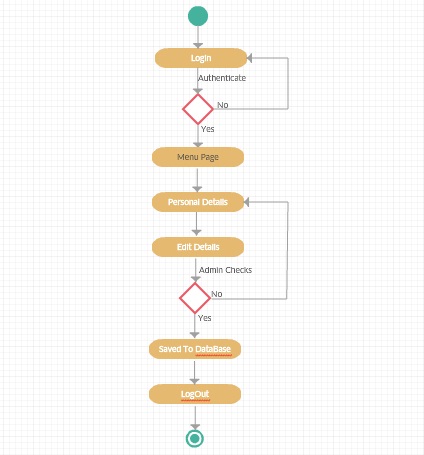 Login
Authenticate
No
Yes
Menu Page
Personal Details
Edit Details
Admin Checks
No
Yes
Saved To DataBase
LogOut